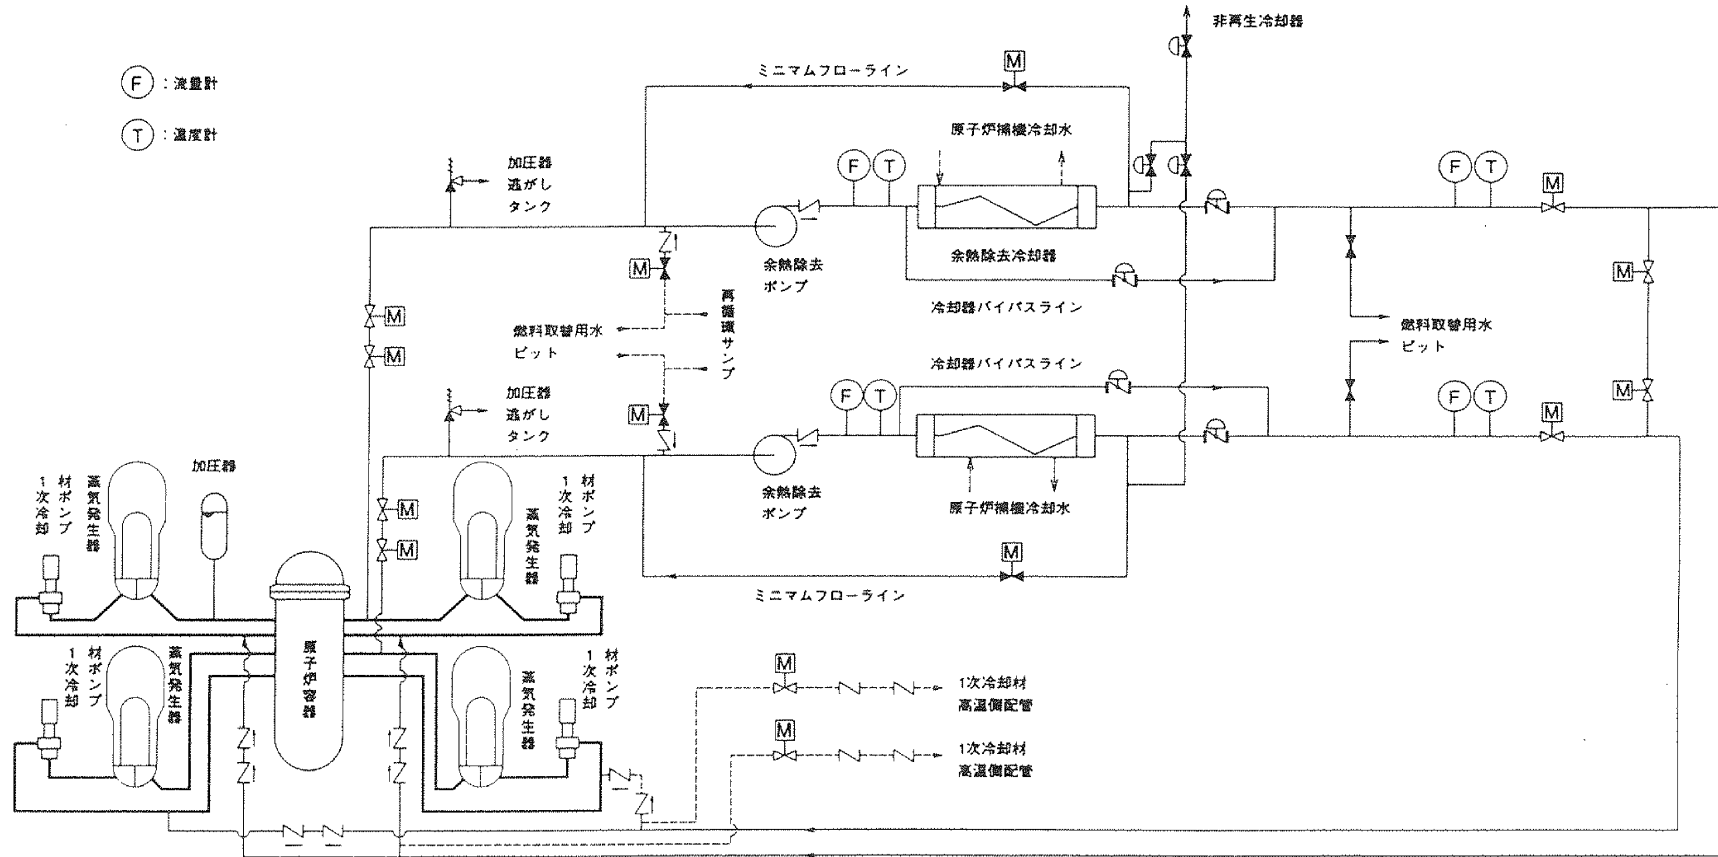 非再生冷却器
M
ミニマムフローライン
F : 流量計
T : 温度計
原子炉補機冷却水
加圧器
逃がし
タンク
F T
F T
M
余熱除去
ポンプ
余熱除去冷却器
M
M
冷却器バイパスライン
再循環サンプ
M
M
燃料取替用水
ピット
燃料取替用水
ピット
冷却器バイパスライン
加圧器
逃がし
タンク
M
F T
F T
M
M
余熱除去
ポンプ
原子炉補機冷却水
M
M
M
ミニマムフローライン
加圧器
1次冷却
材ポンプ
蒸気発生器
蒸気発生器
1次冷却
材ポンプ
原子炉容器
1次冷却
材ポンプ
蒸気発生器
蒸気発生器
1次冷却
材ポンプ
M
1次冷却材
高温側配管
M
1次冷却材
高温側配管